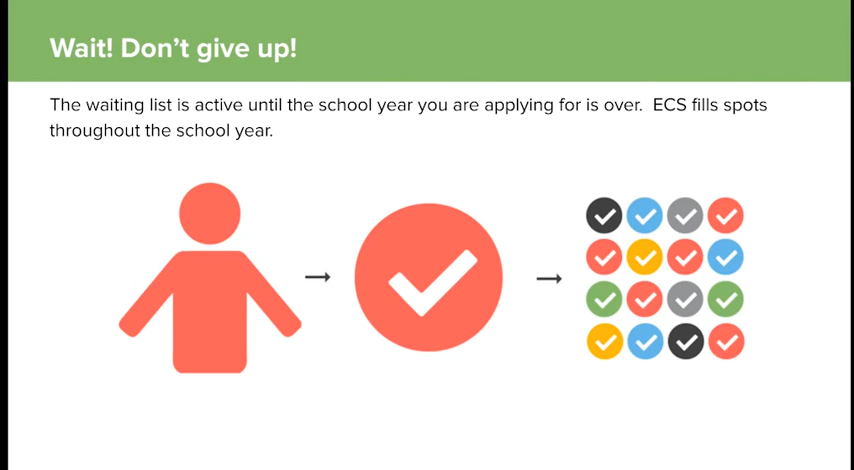 Wait! Don’t give up!
The waiting list is active until the school year you are applying for is over.  ECS fills spots
throughout the school year.